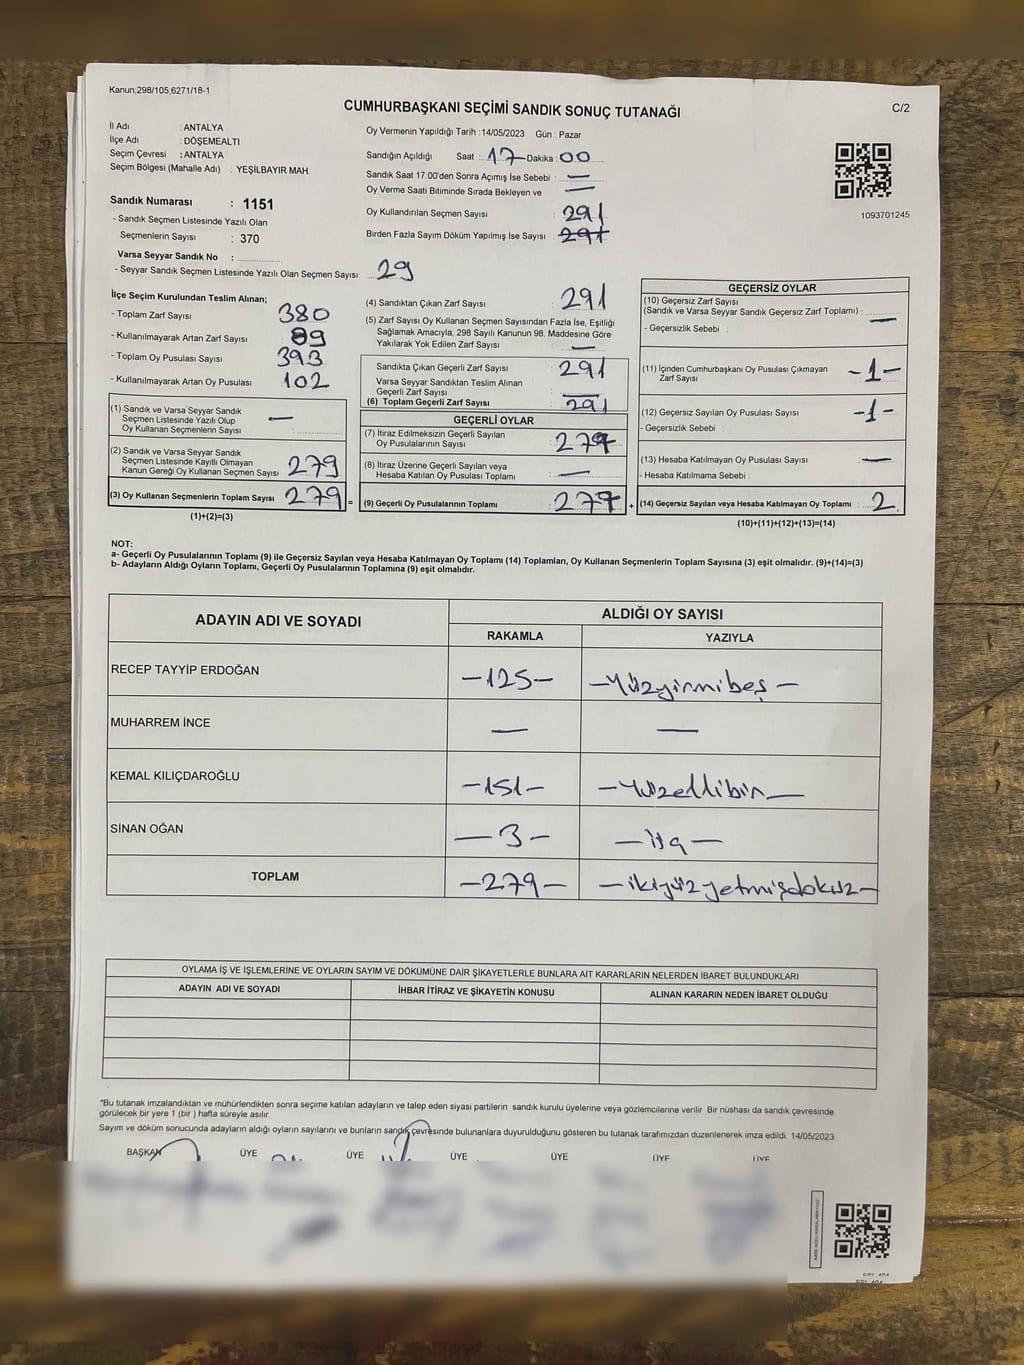 Kanun;298/105,6271/18-1
CUMHURBAŞKANI SEÇİMİ SANDIK SONUÇ TUTANAĞI
C/2
İl Adı : ANTALYA
İlçe Adı : DÖŞEMEALTI
Seçim Çevresi : ANTALYA
Seçim Bölgesi (Mahalle Adı) : YEŞİLBAYIR MAH.
Oy Vermenin Yapıldığı Tarih :14/05/2023 Gün : Pazar
Sandığın Açıldığı Saat : 17 Dakika : 00
Sandık Saat 17:00'den Sonra Açımış İse Sebebi : —
Oy Verme Saati Bitiminde Sırada Bekleyen ve —
Oy Kullandırılan Seçmen Sayısı 291
Birden Fazla Sayım Döküm Yapılmış İse Sayısı : 291
1093701245
Sandık Numarası : 1151
- Sandık Seçmen Listesinde Yazılı Olan
Seçmenlerin Sayısı : 370
Varsa Seyyar Sandık No :
- Seyyar Sandık Seçmen Listesinde Yazılı Olan Seçmen Sayısı: 29
İlçe Seçim Kurulundan Teslim Alınan;
- Toplam Zarf Sayısı : 380
- Kullanılmayarak Artan Zarf Sayısı : 89
- Toplam Oy Pusulası Sayısı : 393
- Kullanılmayarak Artan Oy Pusulası : 102
(1) Sandık ve Varsa Seyyar Sandık
Seçmen Listesinde Yazılı Olup
Oy Kullanan Seçmenlerin Sayısı : —
(2) Sandık ve Varsa Seyyar Sandık
Seçmen Listesinde Kayıtlı Olmayan
Kanun Gereği Oy Kullanan Seçmen Sayısı : 279
(3) Oy Kullanan Seçmenlerin Toplam Sayısı : 279 =
(1)+(2)=(3)
(4) Sandıktan Çıkan Zarf Sayısı : 291
(5) Zarf Sayısı Oy Kullanan Seçmen Sayısından Fazla İse, Eşitliği
Sağlamak Amacıyla, 298 Sayılı Kanunun 98. Maddesine Göre
Yakılarak Yok Edilen Zarf Sayısı : —
Sandıkta Çıkan Geçerli Zarf Sayısı : 291
Varsa Seyyar Sandıktan Teslim Alınan
Geçerli Zarf Sayısı : —
(6) Toplam Geçerli Zarf Sayısı : 291
GEÇERLİ OYLAR
(7) İtiraz Edilmeksizin Geçerli Sayılan
Oy Pusulalarının Sayısı : 279
(8) İtiraz Üzerine Geçerli Sayılan veya
Hesaba Katılan Oy Pusulası Toplamı : —
(9) Geçerli Oy Pusulalarının Toplamı : 279 +
GEÇERSİZ OYLAR
(10) Geçersiz Zarf Sayısı
(Sandık ve Varsa Seyyar Sandık Geçersiz Zarf Toplamı) : —
- Geçersizlik Sebebi :
(11) İçinden Cumhurbaşkanı Oy Pusulası Çıkmayan
Zarf Sayısı -1-
(12) Geçersiz Sayılan Oy Pusulası Sayısı -1-
- Geçersizlik Sebebi :
(13) Hesaba Katılmayan Oy Pusulası Sayısı : —
- Hesaba Katılmama Sebebi :
(14) Geçersiz Sayılan veya Hesaba Katılmayan Oy Toplamı : 2
(10)+(11)+(12)+(13)=(14)
NOT:
a- Geçerli Oy Pusulalarının Toplamı (9) ile Geçersiz Sayılan veya Hesaba Katılmayan Oy Toplamı (14) Toplamları, Oy Kullanan Seçmenlerin Toplam Sayısına (3) eşit olmalıdır. (9)+(14)=(3)
b- Adayların Aldığı Oyların Toplamı, Geçerli Oy Pusulalarının Toplamına (9) eşit olmalıdır.
ADAYIN ADI VE SOYADI
ALDIĞI OY SAYISI
RAKAMLA YAZIYLA
RECEP TAYYİP ERDOĞAN -125- -Yüzyirmibeş-
MUHARREM İNCE — —
KEMAL KILIÇDAROĞLU -151- -Yüzellibir-
SİNAN OĞAN -3-
TOPLAM -279- -ikiyüzyetmişdokuz-
OYLAMA İŞ VE İŞLEMLERİNE VE OYLARIN SAYIM VE DÖKÜMÜNE DAİR ŞİKAYETLERLE BUNLARA AİT KARARLARIN NELERDEN İBARET BULUNDUKLARI
ADAYIN ADI VE SOYADI İHBAR İTİRAZ VE ŞİKAYETİN KONUSU ALINAN KARARIN NEDEN İBARET OLDUĞU
"Bu tutanak imzalandıktan ve mühürlendikten sonra seçime katılan adayların ve talep eden siyasi partilerin sandık kurulu üyelerine veya gözlemcilerine verilir Bir nüshası da sandık çevresinde
görülecek bir yere 1 (bir ) hafta süreyle asılır.
Sayım ve döküm sonucunda adayların aldığı oyların sayılarını ve bunların sandık çevresinde bulunanlara duyurulduğunu gösteren bu tutanak tarafımızdan düzenlenerek imza edildi. 14/05/2023
BAŞKAN ÜYE ÜYE ÜYE ÜYE ÜYE ÜYE